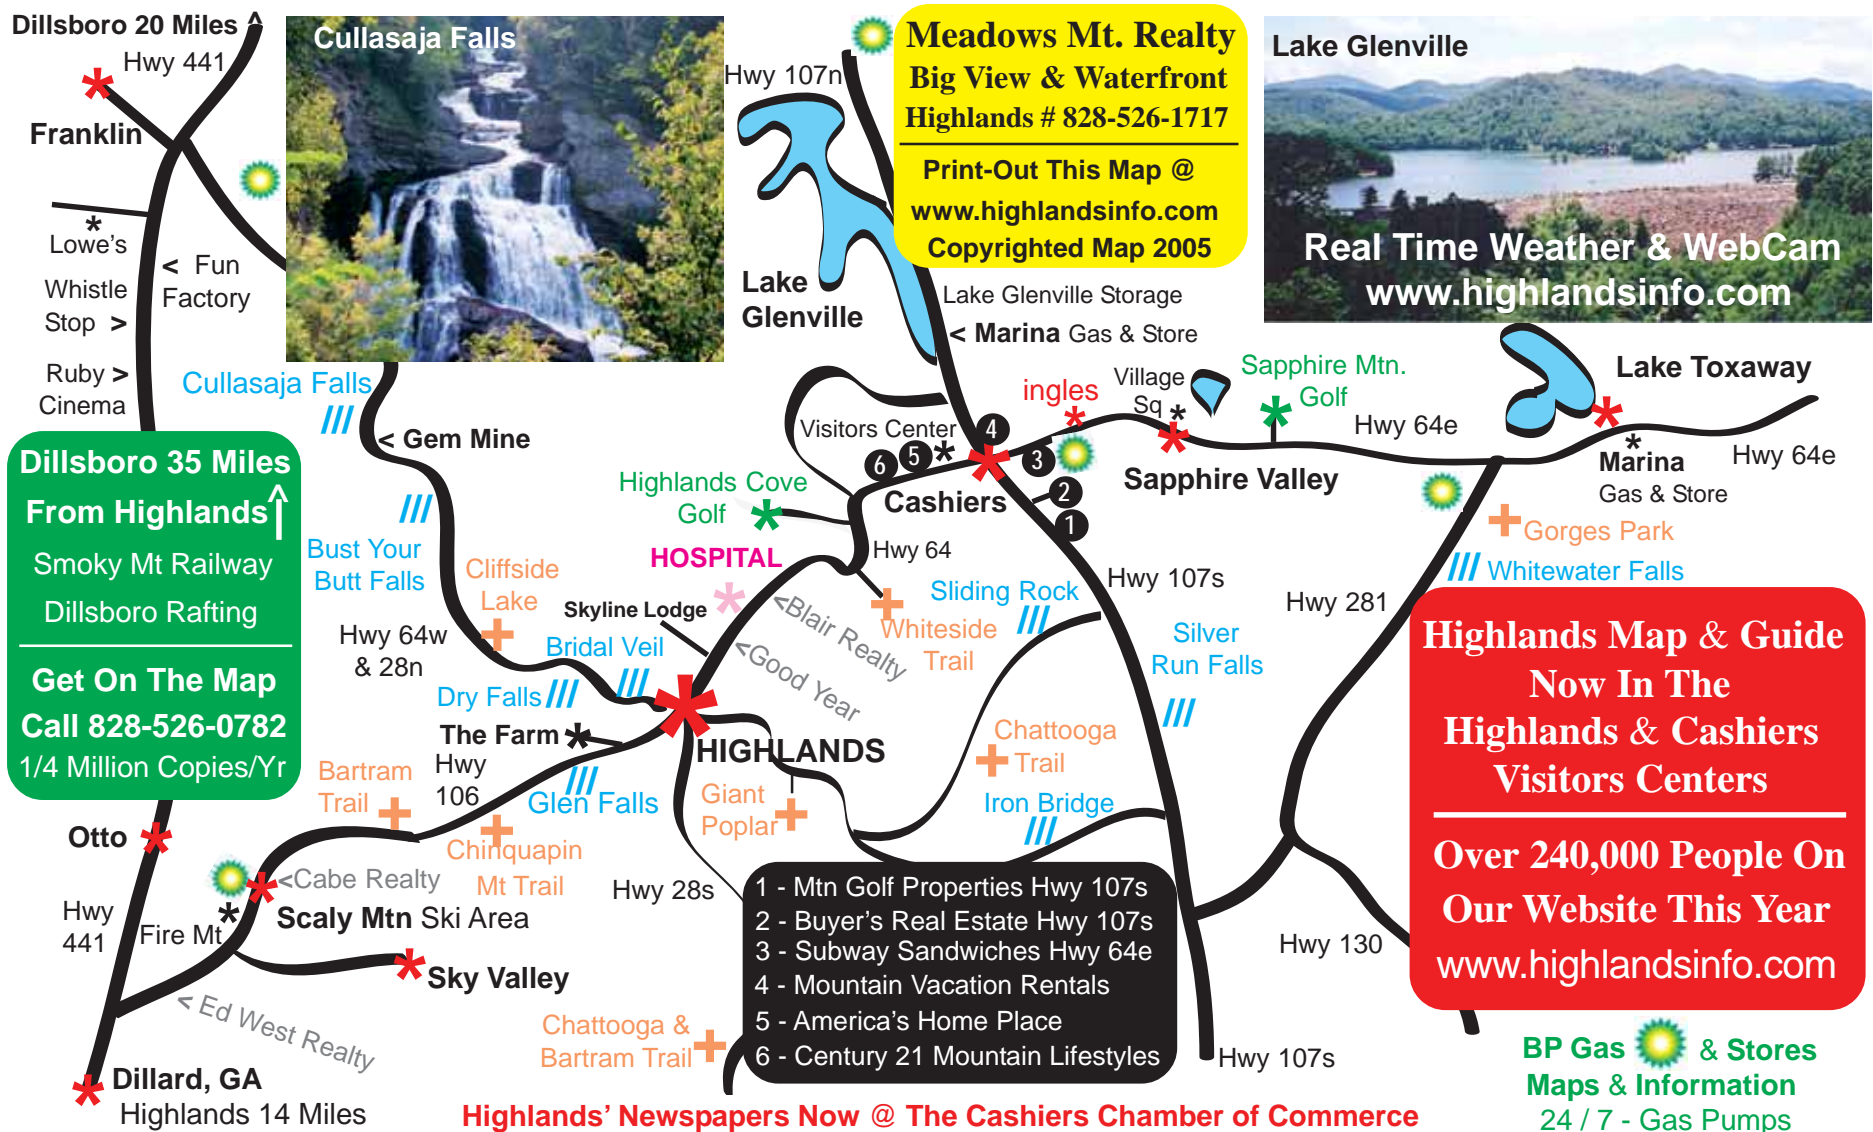 Dillsboro 20 Miles ^
Hwy 441
Franklin
Cullasaja Falls
Hwy 107n
Meadows Mt. Realty
Big View & Waterfront
Highlands # 828-526-1717
Print-Out This Map @
www.highlandsinfo.com
Copyrighted Map 2005
Lake Glenville
Real Time Weather & WebCam
www.highlandsinfo.com
* Lowe's
< Fun
Factory
Whistle
Stop >
Ruby >
Cinema
Lake
Glenville
Lake Glenville Storage
< Marina Gas & Store
Cullasaja Falls
< Gem Mine
Visitors Center *
ingles
Village
Sq *
Sapphire Mtn.
Golf
Hwy 64e
Lake Toxaway
* Marina
Gas & Store
Hwy 64e
4
6
5
3
2
1
Cashiers
Sapphire Valley
Highlands Cove
Golf
Dillsboro 35 Miles
From Highlands
Smoky Mt Railway
Dillsboro Rafting
Get On The Map
Call 828-526-0782
1/4 Million Copies/Yr
Bust Your
Butt Falls
Cliffside
Lake
HOSPITAL
Skyline Lodge
Hwy 64
Gorges Park
Whitewater Falls
Hwy 64w
& 28n
Bridal Veil
Dry Falls
<Blair Realty
<Good Year
Whiteside
Trail
Sliding Rock
Hwy 107s
Silver
Run Falls
Hwy 281
The Farm *
HIGHLANDS
Hwy
106
Bartram
Trail
Glen Falls
Chinquapin
Mt Trail
Giant
Poplar
Chattooga
Trail
Iron Bridge
Highlands Map & Guide
Now In The
Highlands & Cashiers
Visitors Centers
Over 240,000 People On
Our Website This Year
www.highlandsinfo.com
Otto
<Cabe Realty
Scaly Mtn Ski Area
Hwy
441
Fire Mt *
Sky Valley
< Ed West Realty
Hwy 28s
1 - Mtn Golf Properties Hwy 107s
2 - Buyer's Real Estate Hwy 107s
3 - Subway Sandwiches Hwy 64e
4 - Mountain Vacation Rentals
5 - America's Home Place
6 - Century 21 Mountain Lifestyles
Hwy 130
Chattooga &
Bartram Trail
Hwy 107s
Dillard, GA
Highlands 14 Miles
BP Gas & Stores
Maps & Information
24 / 7 - Gas Pumps
Highlands' Newspapers Now @ The Cashiers Chamber of Commerce